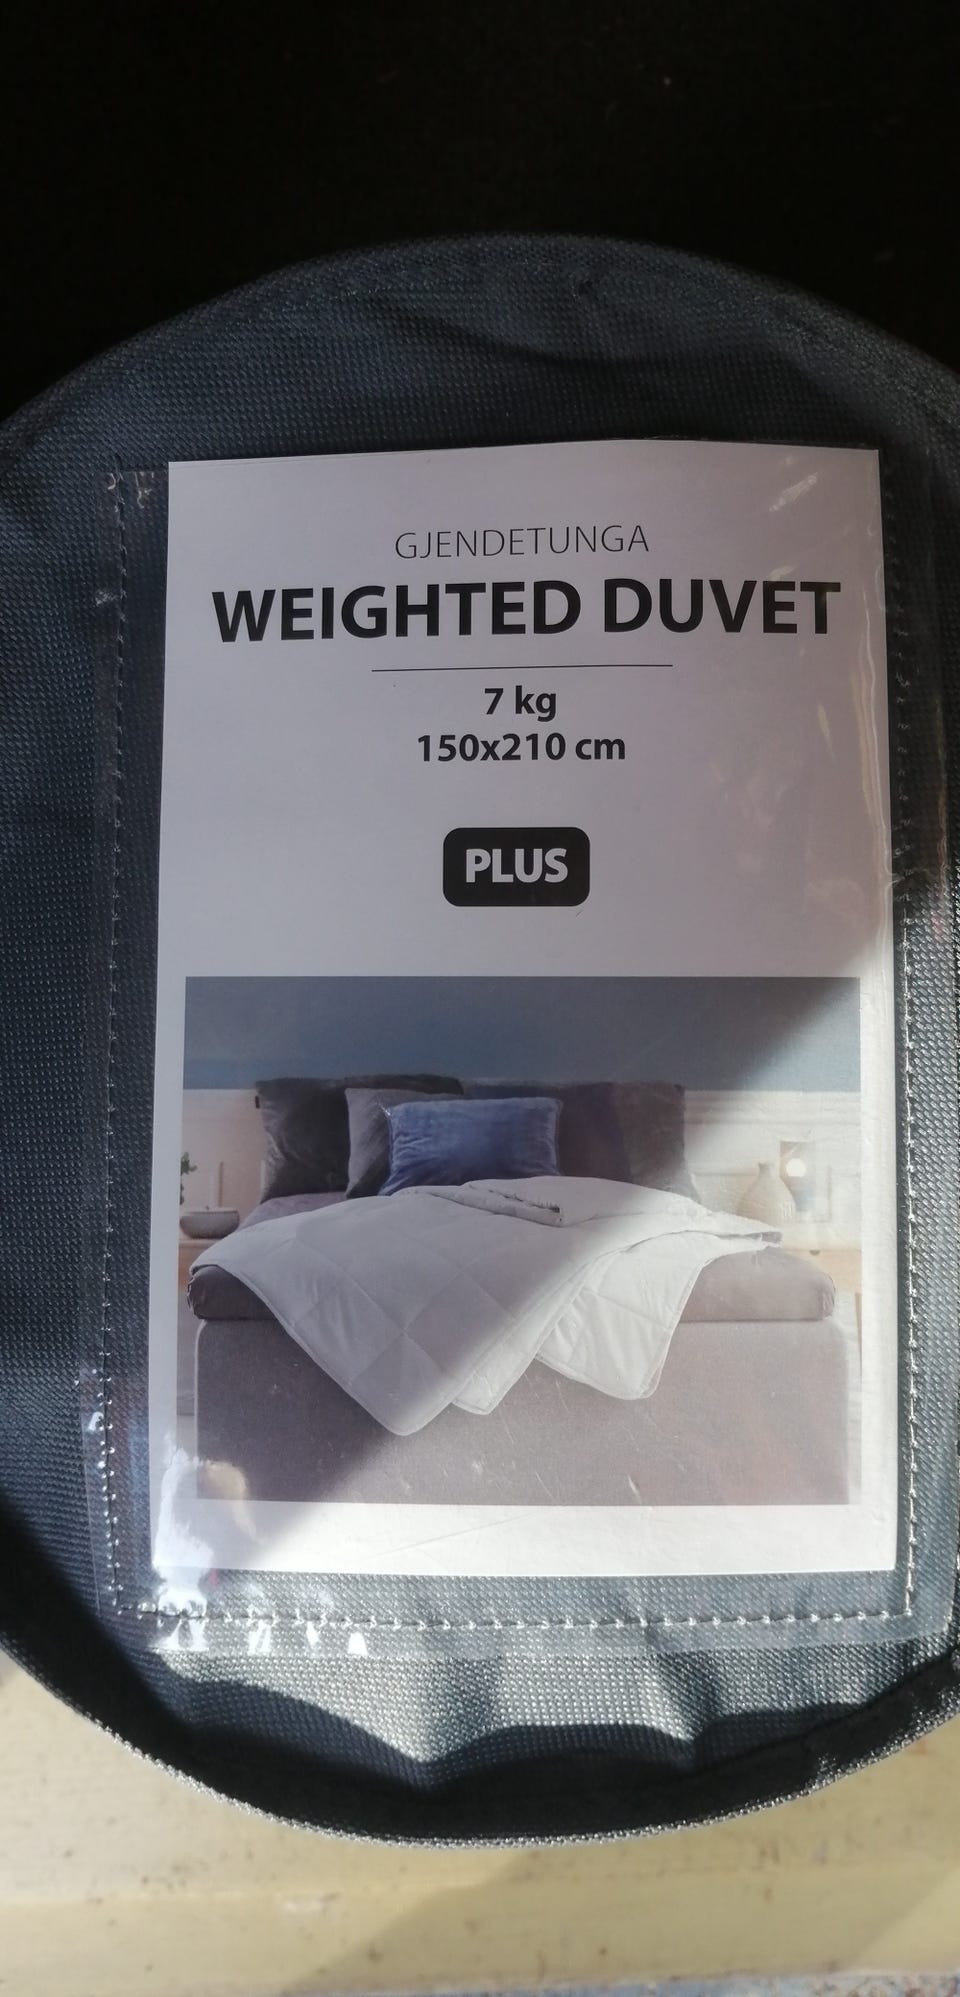 GJENDETUNGA
WEIGHTED DUVET
7 kg
150x210 cm
PLUS